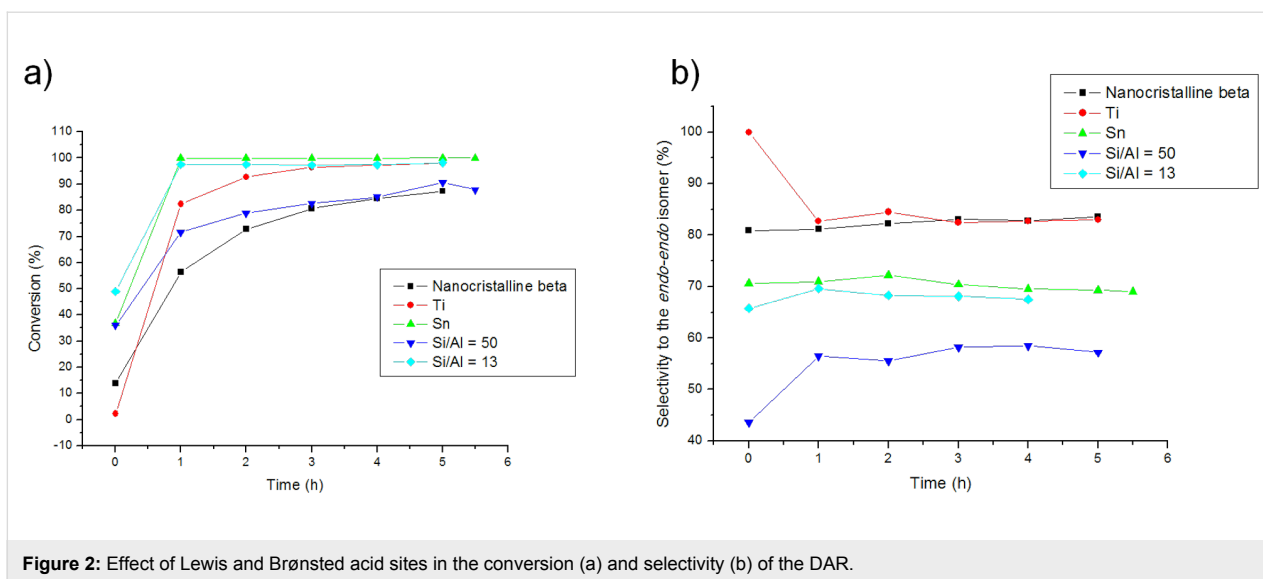 a)
110
100
90
80
70
60
50
40
30
20
10
0
-10
Conversion (%)
0 1 2 3 4 5 6
Time (h)
Nanocristalline beta
Ti
Sn
Si/Al = 50
Si/Al = 13
b)
Nanocristalline beta
Ti
Sn
Si/Al = 50
Si/Al = 13
100
90
80
70
60
50
40
Selectivity to the endo-endo isomer (%)
0 1 2 3 4 5 6
Time (h)
Figure 2: Effect of Lewis and Brønsted acid sites in the conversion (a) and selectivity (b) of the DAR.